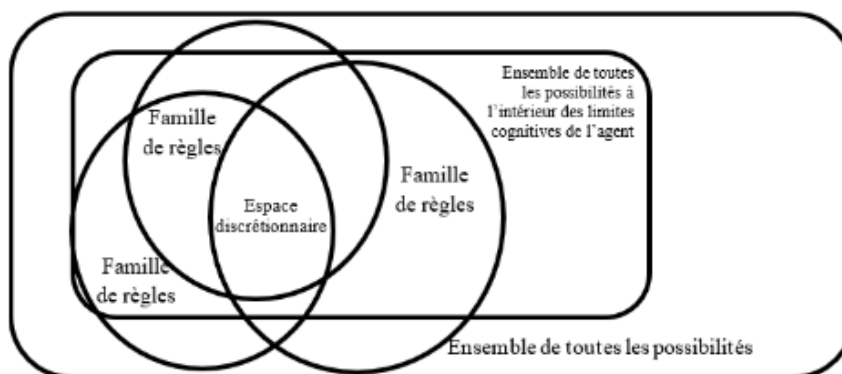 Ensemble de toutes
les possibilités à
l'intérieur des limites
cognitives de l'agent
Famille
de règles
Famille
de règles
Espace
discrétionnaire
Famille
de règles
Ensemble de toutes les possibilités